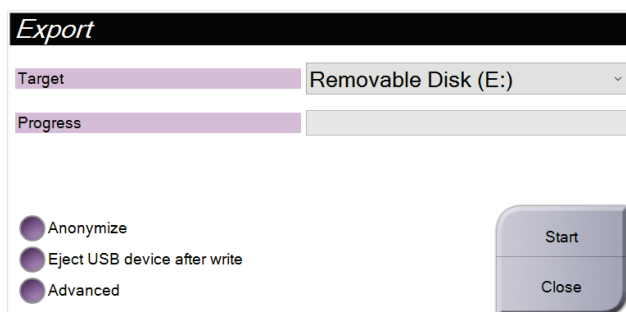 Export
Target
Removable Disk (E:)
Progress
Anonymize
Eject USB device after write
Advanced
Start
Close